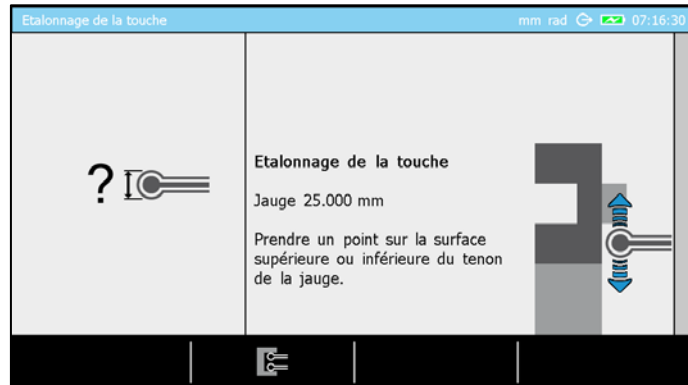 Etalonnage de la touche mm rad 07:16:30
?
Etalonnage de la touche
Jauge 25.000 mm
Prendre un point sur la surface
supérieure ou inférieure du tenon
de la jauge.